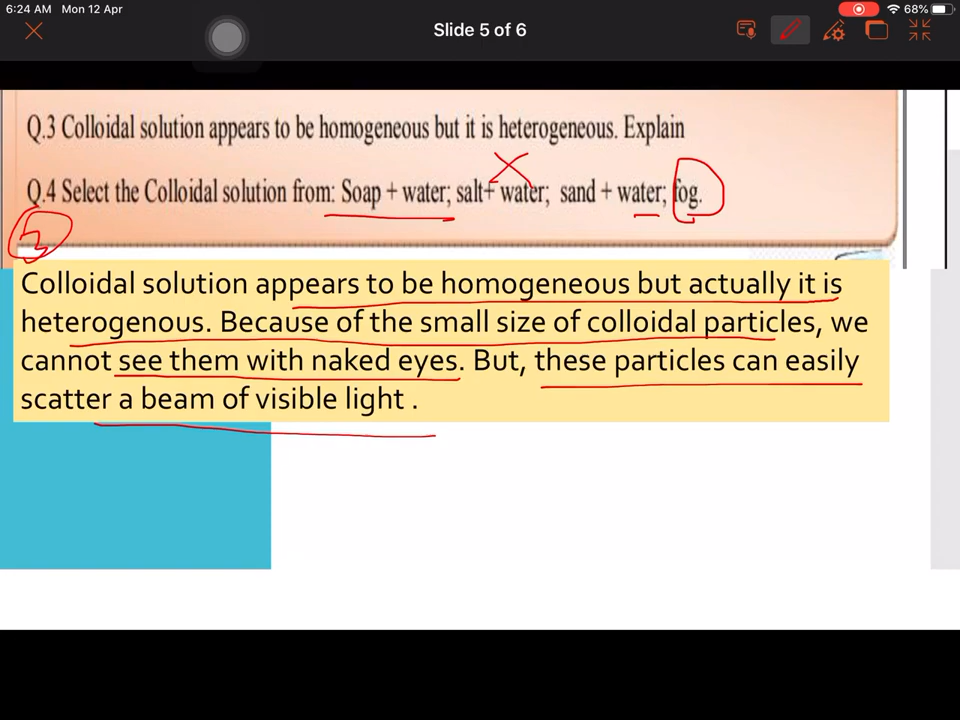 6:24 AM Mon 12 Apr
68%
Slide 5 of 6
Q.3 Colloidal solution appears to be homogeneous but it is heterogeneous. Explain
Q.4 Select the Colloidal solution from: Soap + water; salt+ water; sand + water; fog.
3
Colloidal solution appears to be homogeneous but actually it is
heterogenous. Because of the small size of colloidal particles, we
cannot see them with naked eyes. But, these particles can easily
scatter a beam of visible light .